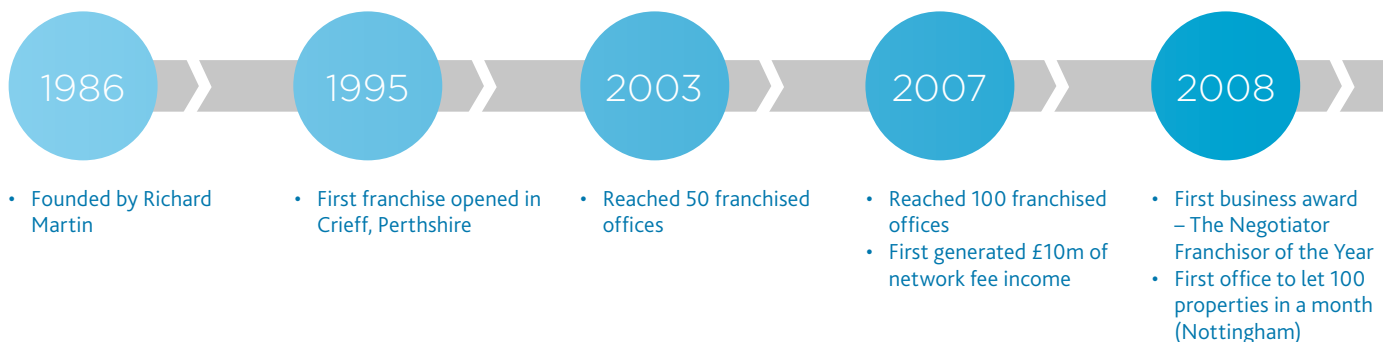 1986
1995
2003
2007
2008
• Founded by Richard
Martin
• First franchise opened in
Crieff, Perthshire
• Reached 50 franchised
offices
• Reached 100 franchised
offices
• First generated £10m of
network fee income
• First business award
– The Negotiator
Franchisor of the Year
• First office to let 100
properties in a month
(Nottingham)